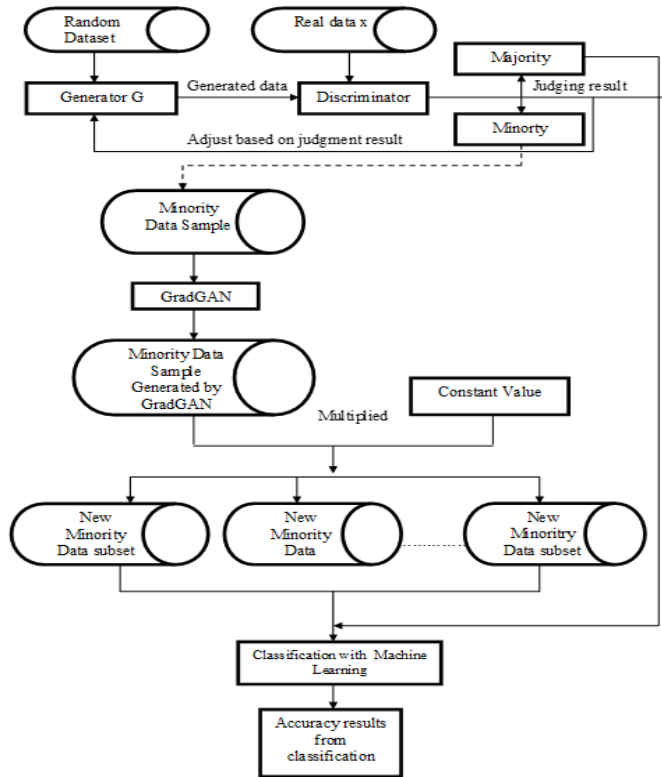 Random
Dataset
Real data x
Majority
Generator G
Generated data
Discriminator
Judging result
Minorty
Adjust based on judgment result
Minority
Data Sample
GradGAN
Minority Data
Sample
Generated by
GradGAN
Constant Value
Multiplied
New
Minority
Data subset
New
Minority
Data
New
Minoritry
Data subset
Classification with Machine
Learning
Accuracy results
from
classification